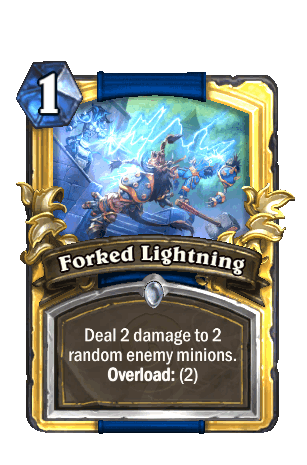 1
Forked Lightning
Deal 2 damage to 2
random enemy minions.
Overload: (2)